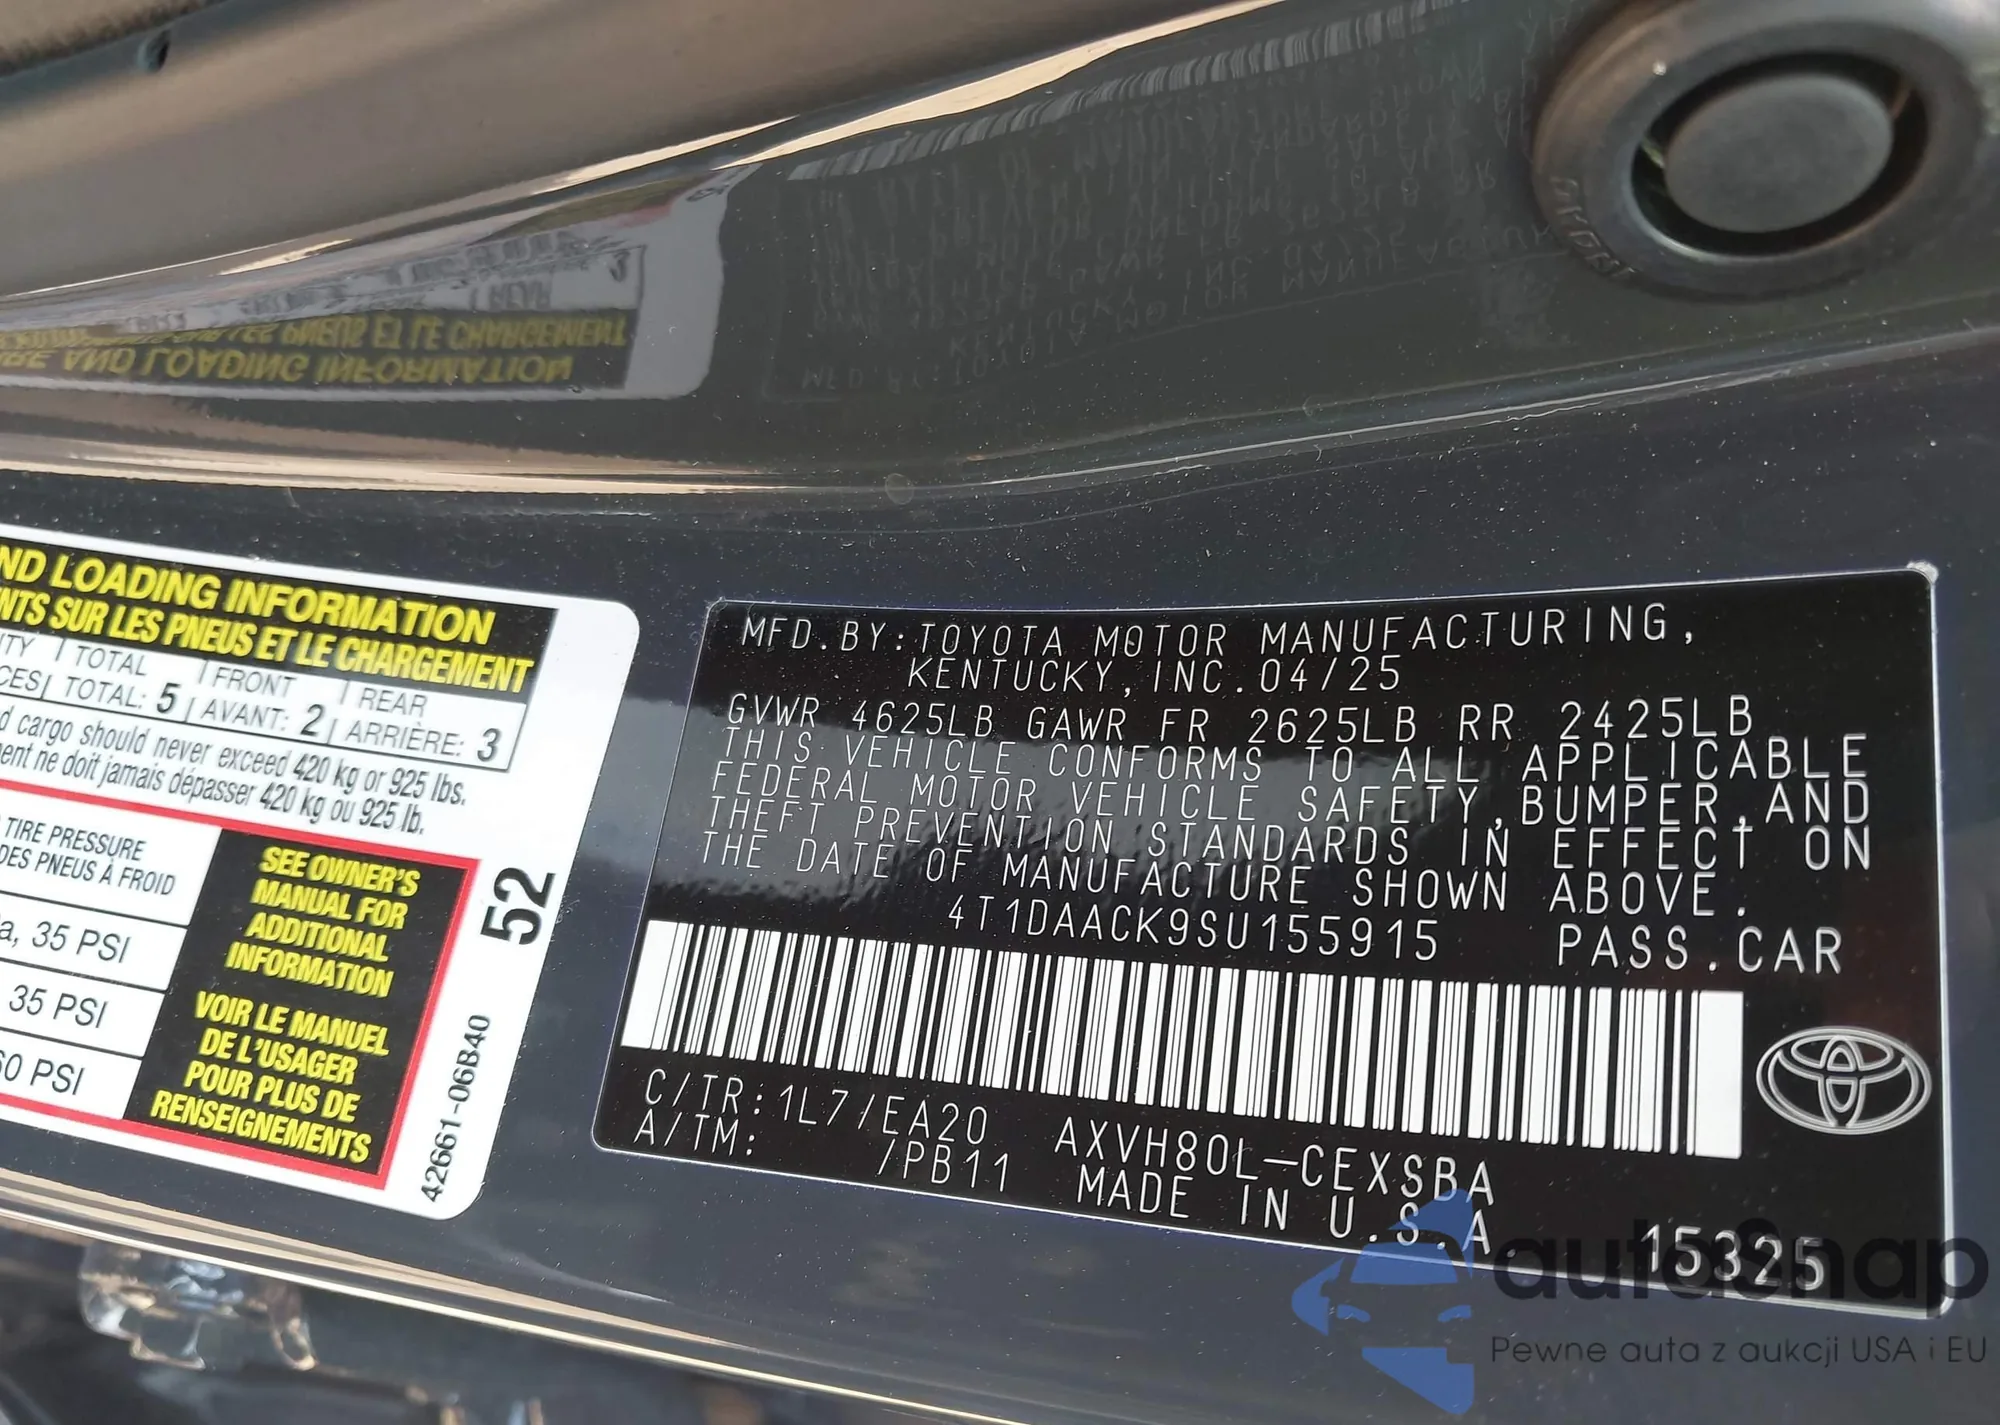 ND LOADING INFORMATION
NTS SUR LES PNEUS ET LE CHARGEMENT
TOTAL FRONT REAR
TOTAL: 5 AVANT: 2 ARRIÈRE: 3
d cargo should never exceed 420 kg or 925 lbs.
ent ne doit jamais dépasser 420 kg ou 925 lb.
TIRE PRESSURE
DES PNEUS À FROID
a, 35 PSI
35 PSI
60 PSI
SEE OWNER'S
MANUAL FOR
ADDITIONAL
INFORMATION
VOIR LE MANUEL
DE L'USAGER
POUR PLUS DE
RENSEIGNEMENTS
52
42661-06B40
MFD.BY:TOYOTA MOTOR MANUFACTURING,
KENTUCKY,INC.04/25
GVWR 4625LB GAWR FR 2625LB RR 2425LB
THIS VEHICLE CONFORMS TO ALL APPLICABLE
FEDERAL MOTOR VEHICLE SAFETY,BUMPER,AND
THEFT PREVENTION STANDARDS IN EFFECT ON
THE DATE OF MANUFACTURE SHOWN ABOVE.
4T1DAACK9SU155915 PASS.CAR
C/TR:1L7/EA20 AXVH80L-CEXSBA
A/TM: /PB11 MADE IN U.S.A.
15325
autoSnap
Pewne auta z aukcji USA i EU